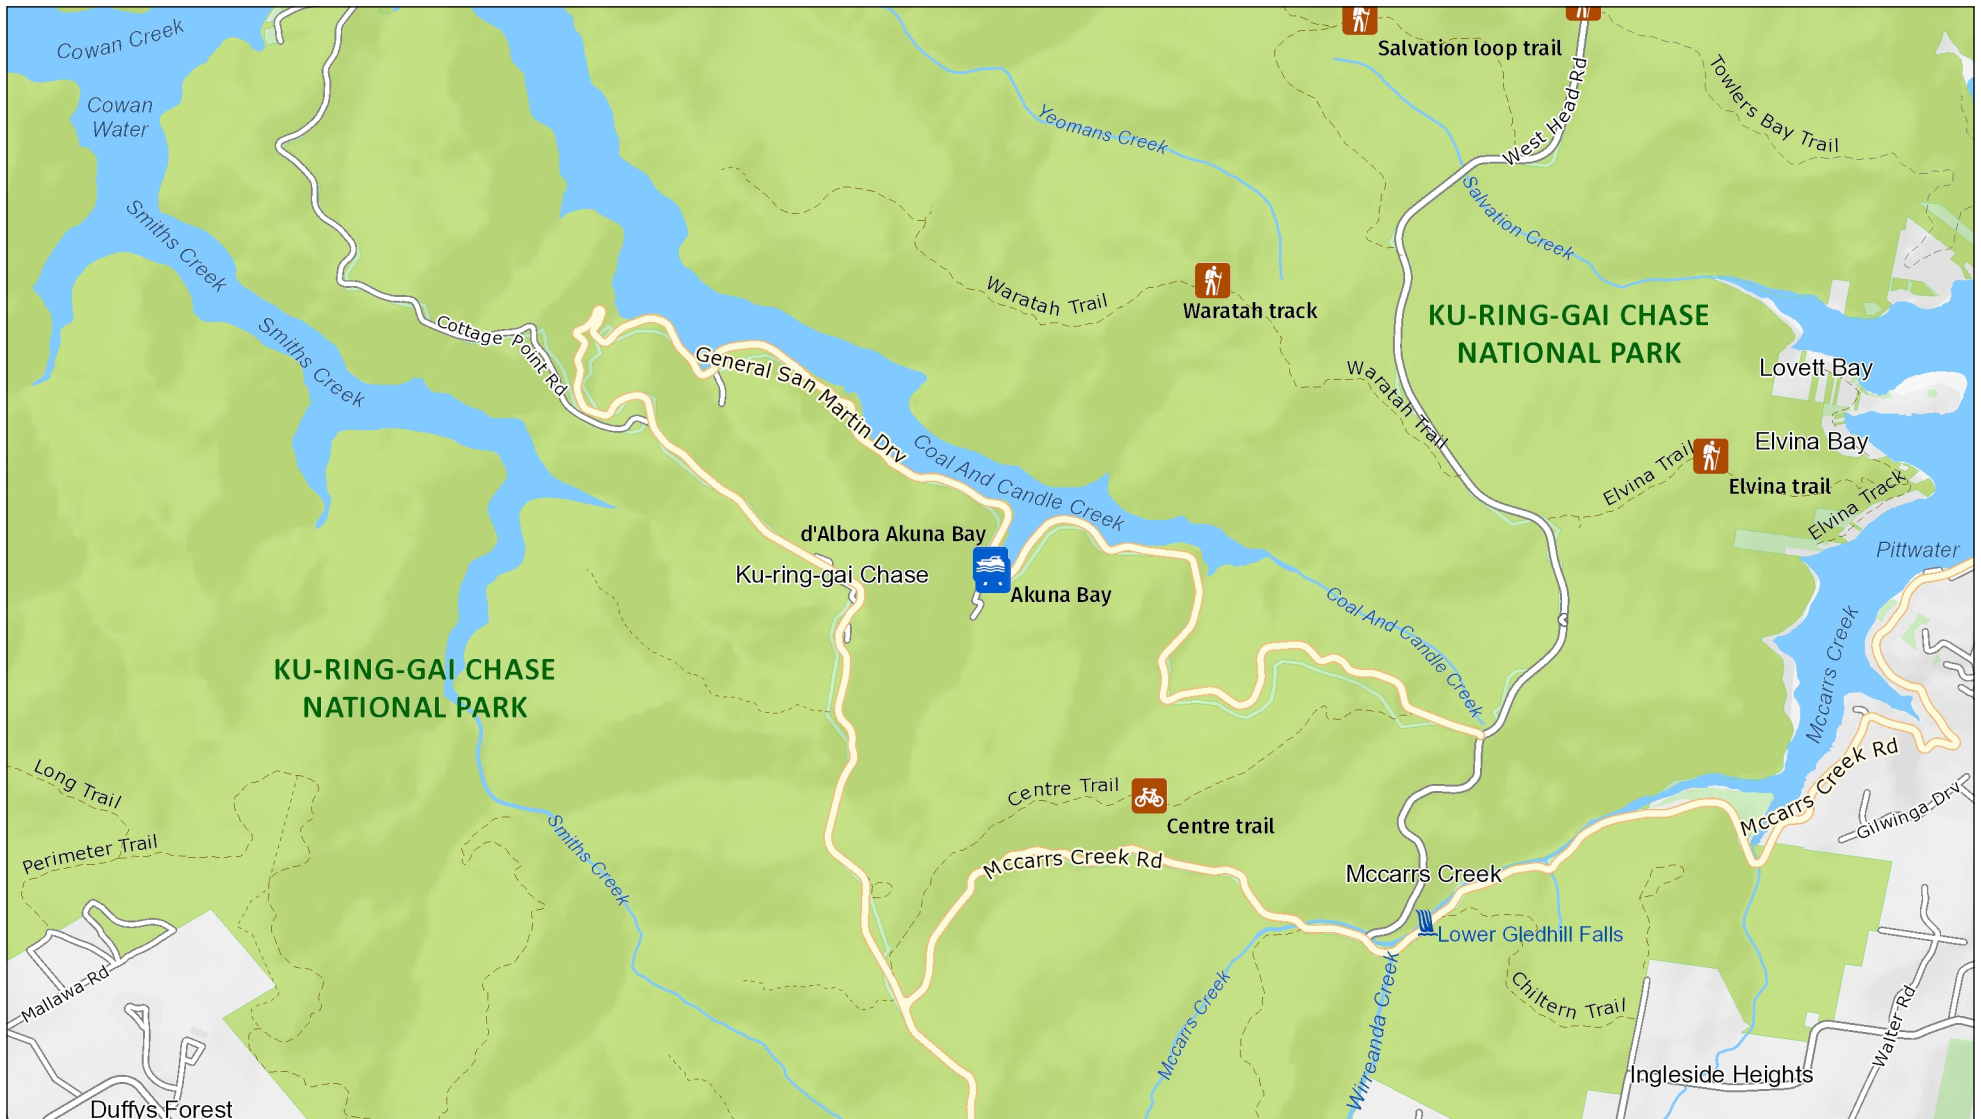 Cowan Creek
Salvation loop trail
Towlers Bay Trail
West Head Rd
Cowan
Water
Yeomans Creek
Smiths Creek
Salvation Creek
Waratah Trail
Waratah track
KU-RING-GAI CHASE
NATIONAL PARK
Smiths Creek
Cottage Point Rd
General San Martin Drv
Waratah Trail
Lovett Bay
Elvina Bay
Elvina Trail
Elvina trail
Elvina Track
Coal And Candle Creek
d'Albora Akuna Bay
Ku-ring-gai Chase
Akuna Bay
Pittwater
Coal And Candle Creek
Mccarrs Creek
KU-RING-GAI CHASE
NATIONAL PARK
Long Trail
Centre Trail
Centre trail
Mccarrs Creek Rd
Gilwinga Drv
Perimeter Trail
Smiths Creek
Mccarrs Creek Rd
Mccarrs Creek
Lower Gledhill Falls
Mallawa Rd
Chiltern Trail
Mccarrs Creek
Wirreanda Creek
Walter Rd
Ingleside Heights
Duffys Forest